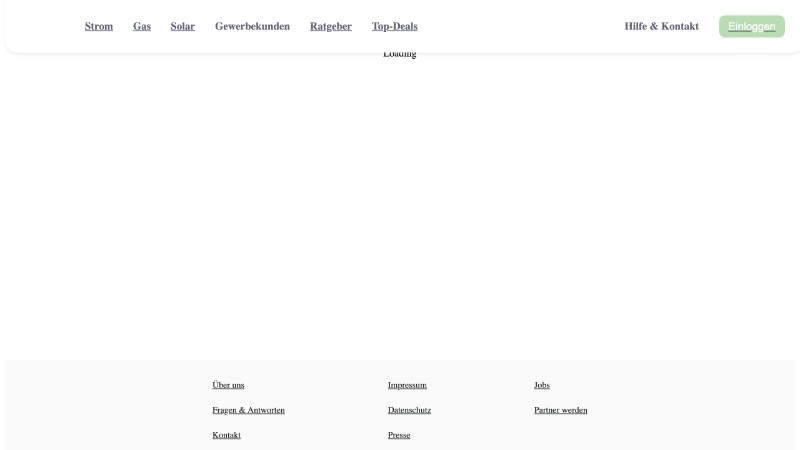 Strom Gas Solar Gewerbekunden Ratgeber Top-Deals Hilfe & Kontakt Einloggen
Loading
Über uns Impressum Jobs
Fragen & Antworten Datenschutz Partner werden
Kontakt Presse